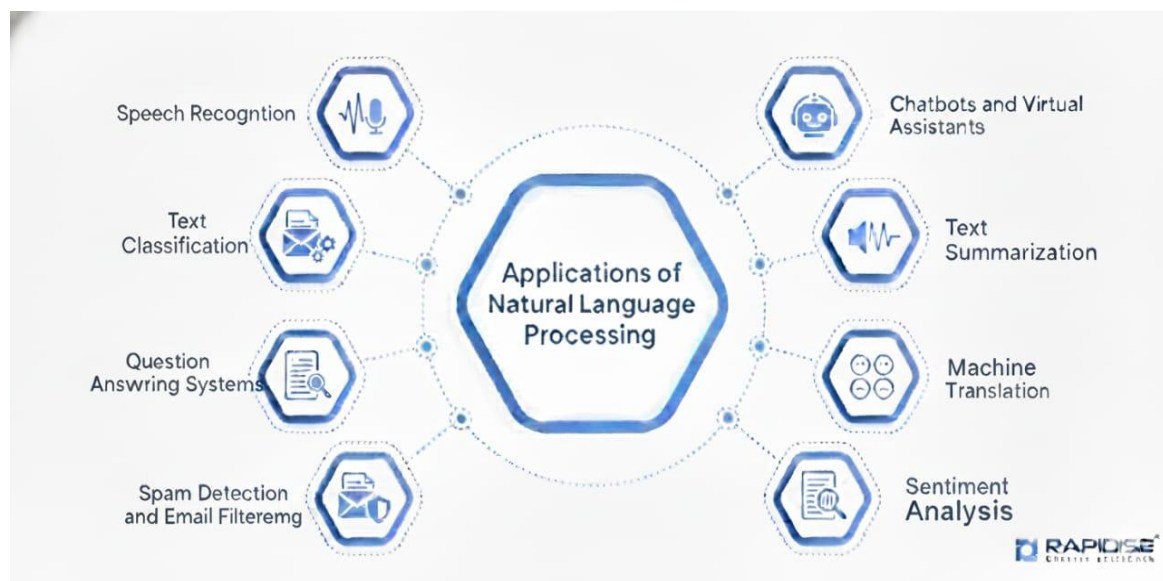 Speech Recogntion
Chatbots and Virtual
Assistants
Text
Classification
Text
Summarization
Applications of
Natural Language
Processing
Question
Answring Systems
Machine
Translation
Spam Detection
and Email Filteremg
Sentiment
Analysis
RAPIDISE